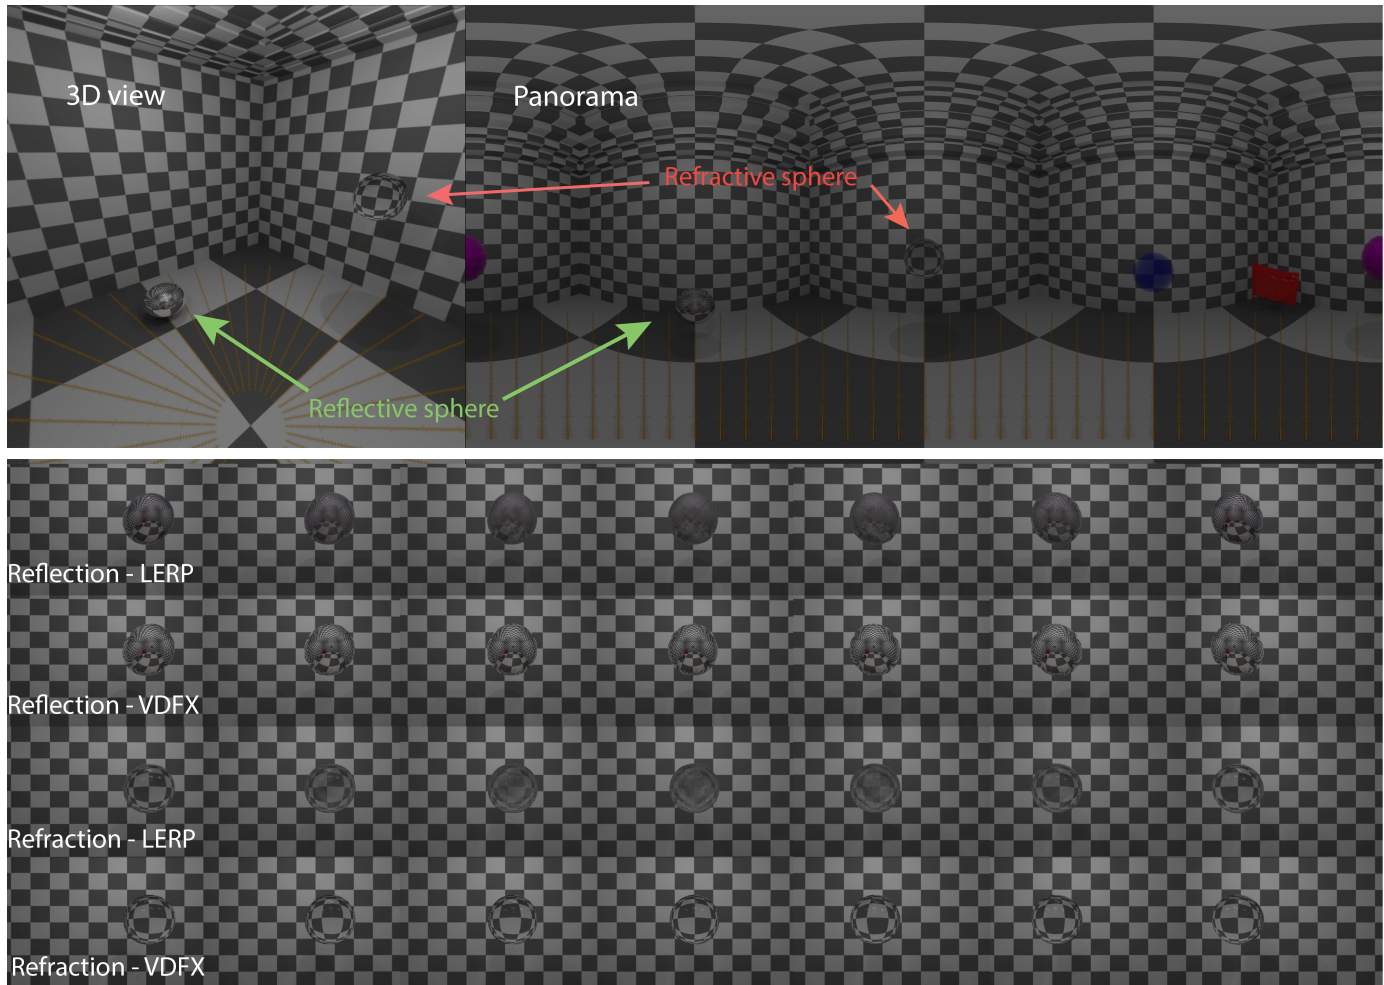 3D view
Panorama
Refractive sphere
Reflective sphere
Reflection - LERP
Reflection - VDFX
Refraction - LERP
Refraction - VDFX